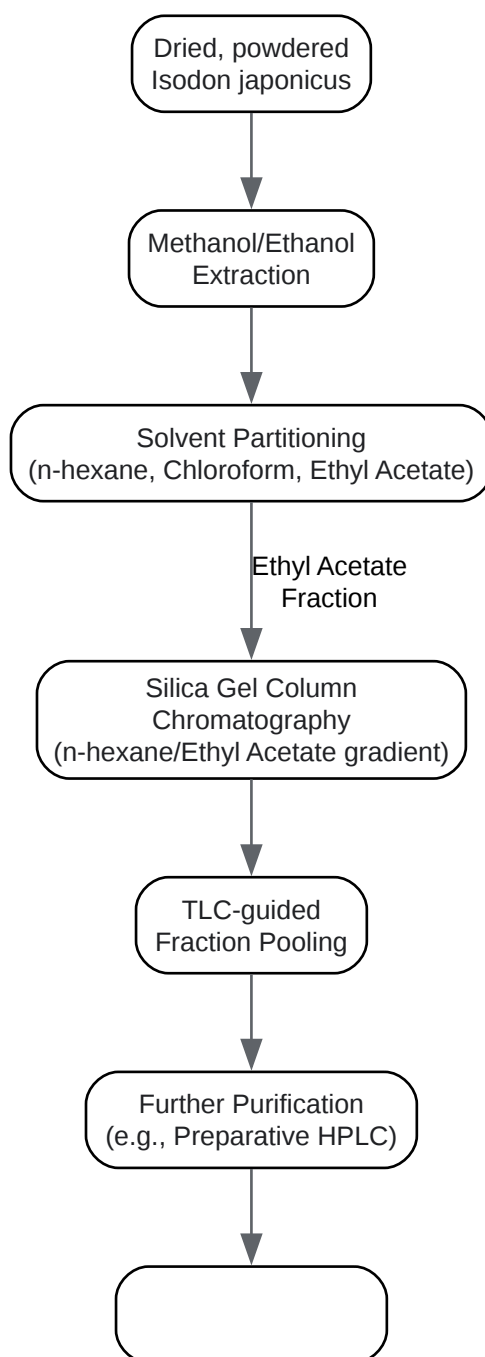 Dried, powdered
Isodon japonicus
Methanol/Ethanol
Extraction
Solvent Partitioning
(n-hexane, Chloroform, Ethyl Acetate)
Ethyl Acetate
Fraction
Silica Gel Column
Chromatography
(n-hexane/Ethyl Acetate gradient)
TLC-guided
Fraction Pooling
Further Purification
(e.g., Preparative HPLC)